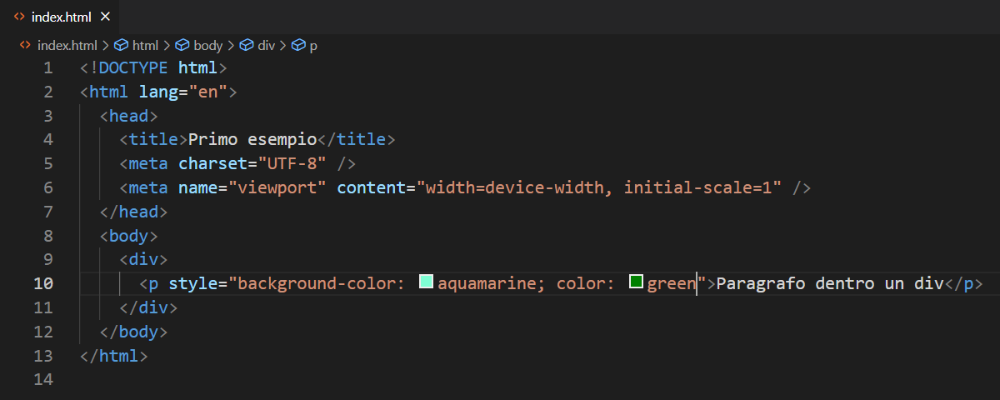 index.html
index.html > html > body > div > p
1 <!DOCTYPE html>
2 <html lang="en">
3 <head>
4 <title>Primo esempio</title>
5 <meta charset="UTF-8" />
6 <meta name="viewport" content="width=device-width, initial-scale=1" />
7 </head>
8 <body>
9 <div>
10 <p style="background-color: aquamarine; color: green">Paragrafo dentro un div</p>
11 </div>
12 </body>
13 </html>
14